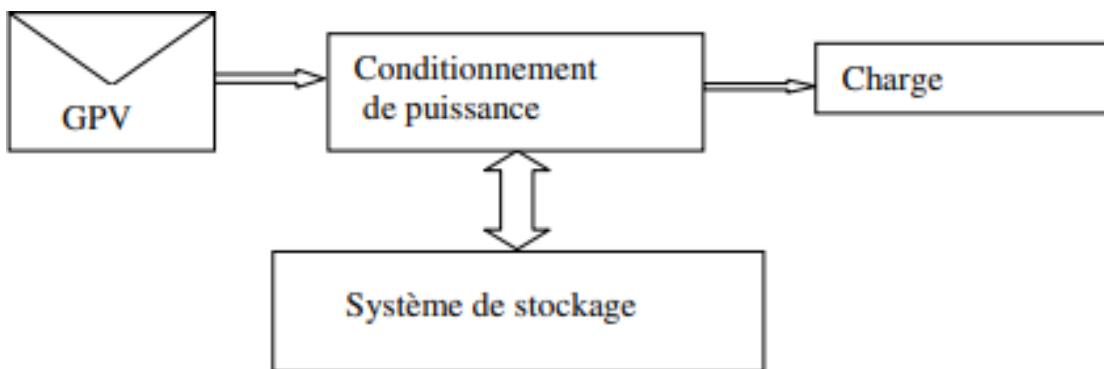 GPV
Conditionnement
de puissance
Charge
Système de stockage